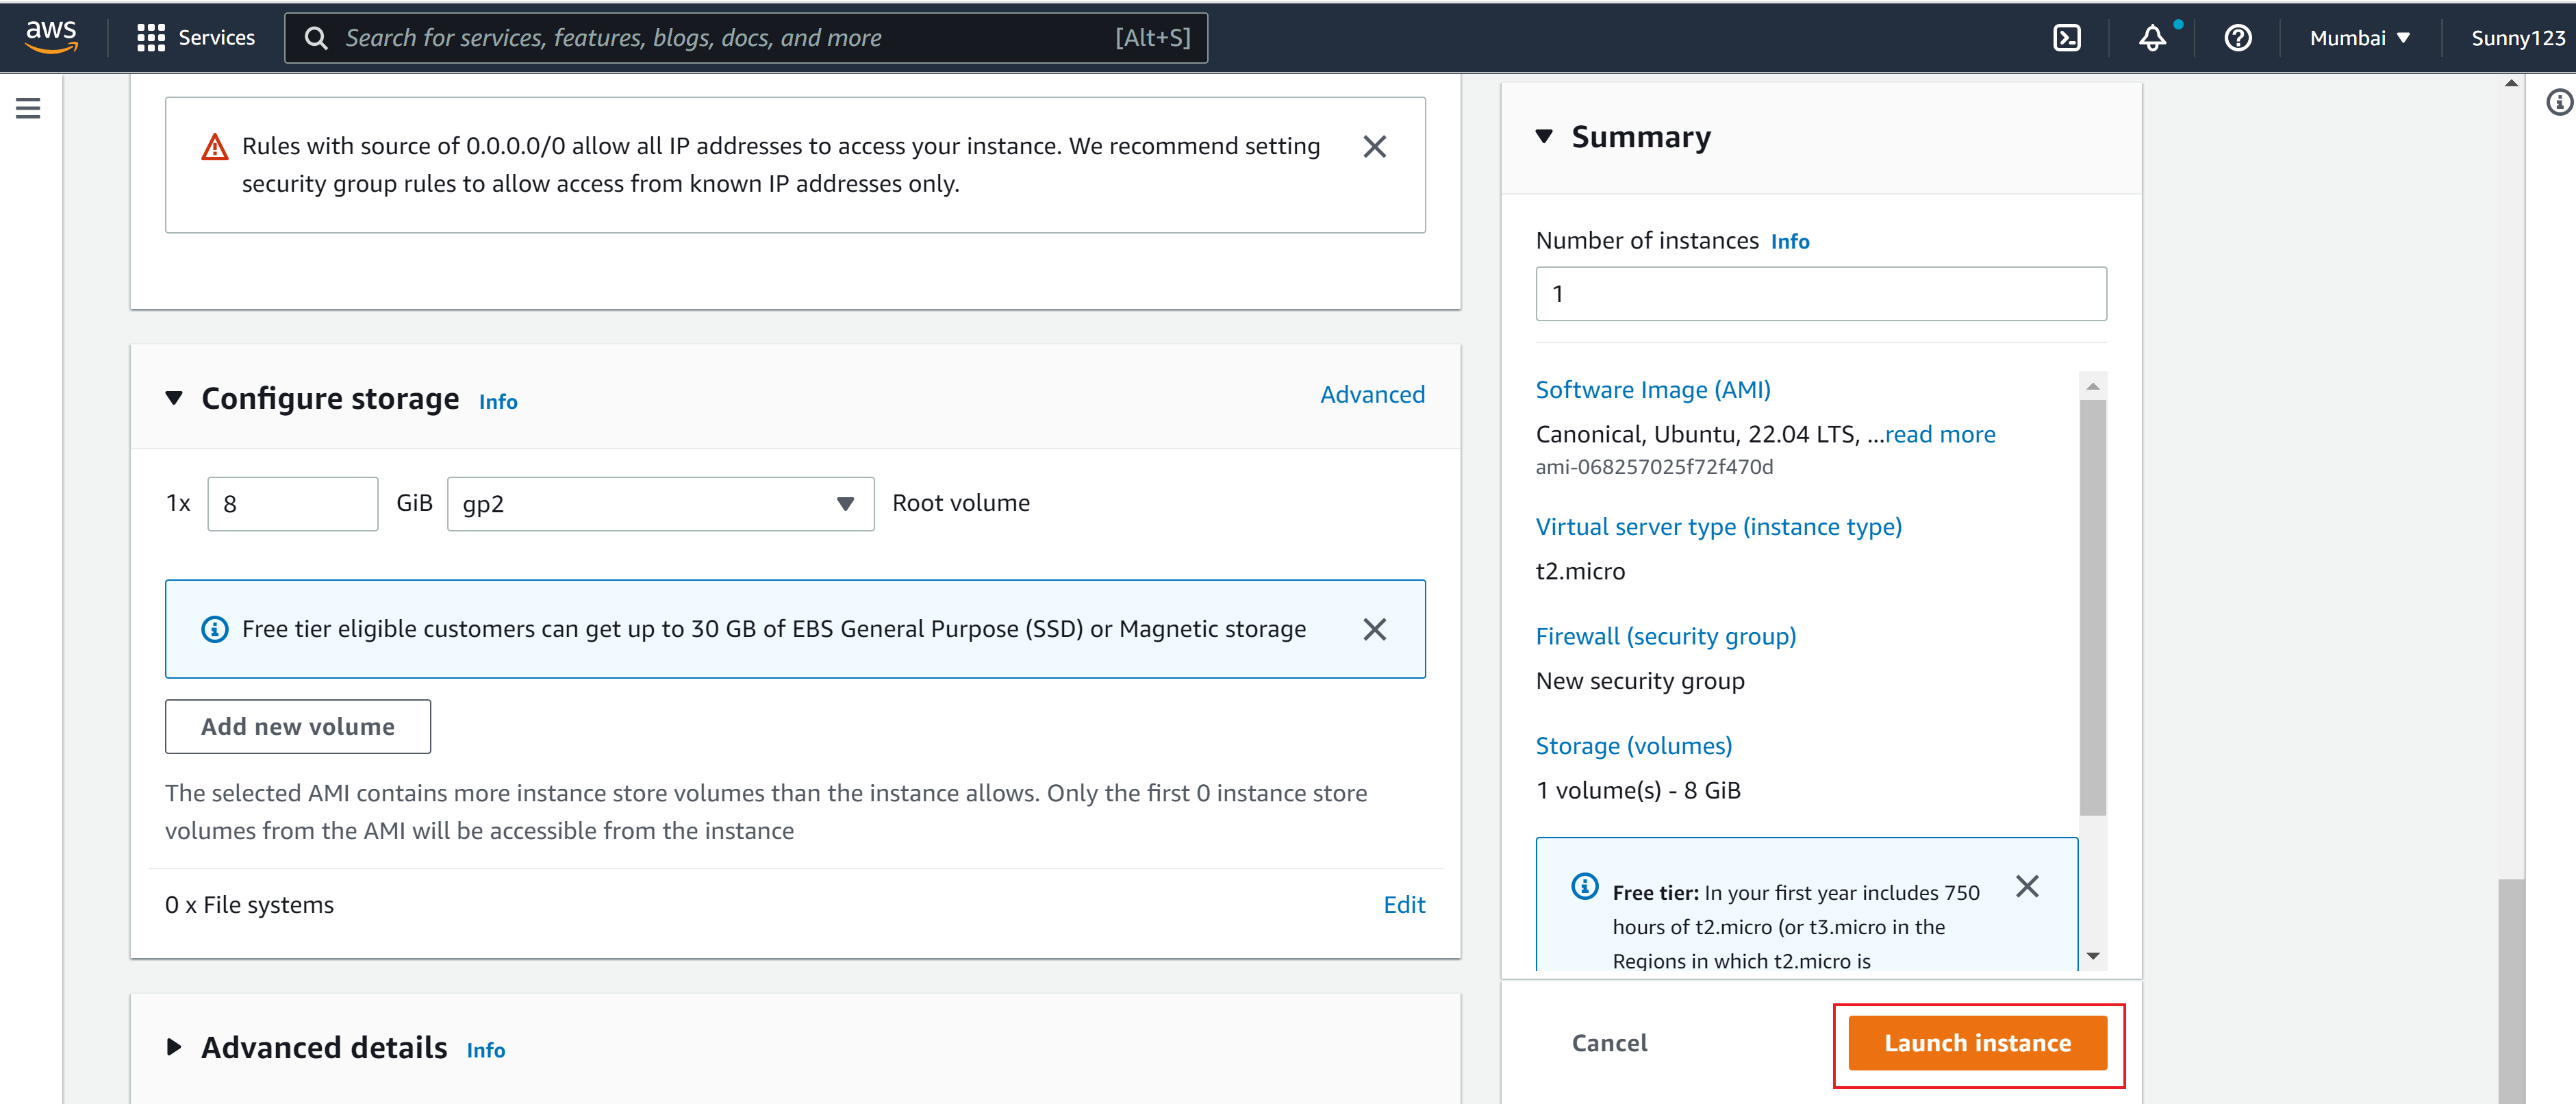 aws
Services
Search for services, features, blogs, docs, and more
[Alt+S]
Mumbai
Sunny123
Rules with source of 0.0.0.0/0 allow all IP addresses to access your instance. We recommend setting
security group rules to allow access from known IP addresses only.
Configure storage Info
Advanced
1x 8 GiB gp2 Root volume
Free tier eligible customers can get up to 30 GB of EBS General Purpose (SSD) or Magnetic storage
Add new volume
The selected AMI contains more instance store volumes than the instance allows. Only the first 0 instance store
volumes from the AMI will be accessible from the instance
0 x File systems
Edit
Advanced details Info
Summary
Number of instances Info
1
Software Image (AMI)
Canonical, Ubuntu, 22.04 LTS, ...read more
ami-068257025f72f470d
Virtual server type (instance type)
t2.micro
Firewall (security group)
New security group
Storage (volumes)
1 volume(s) - 8 GiB
Free tier: In your first year includes 750
hours of t2.micro (or t3.micro in the
Regions in which t2.micro is
Cancel
Launch instance